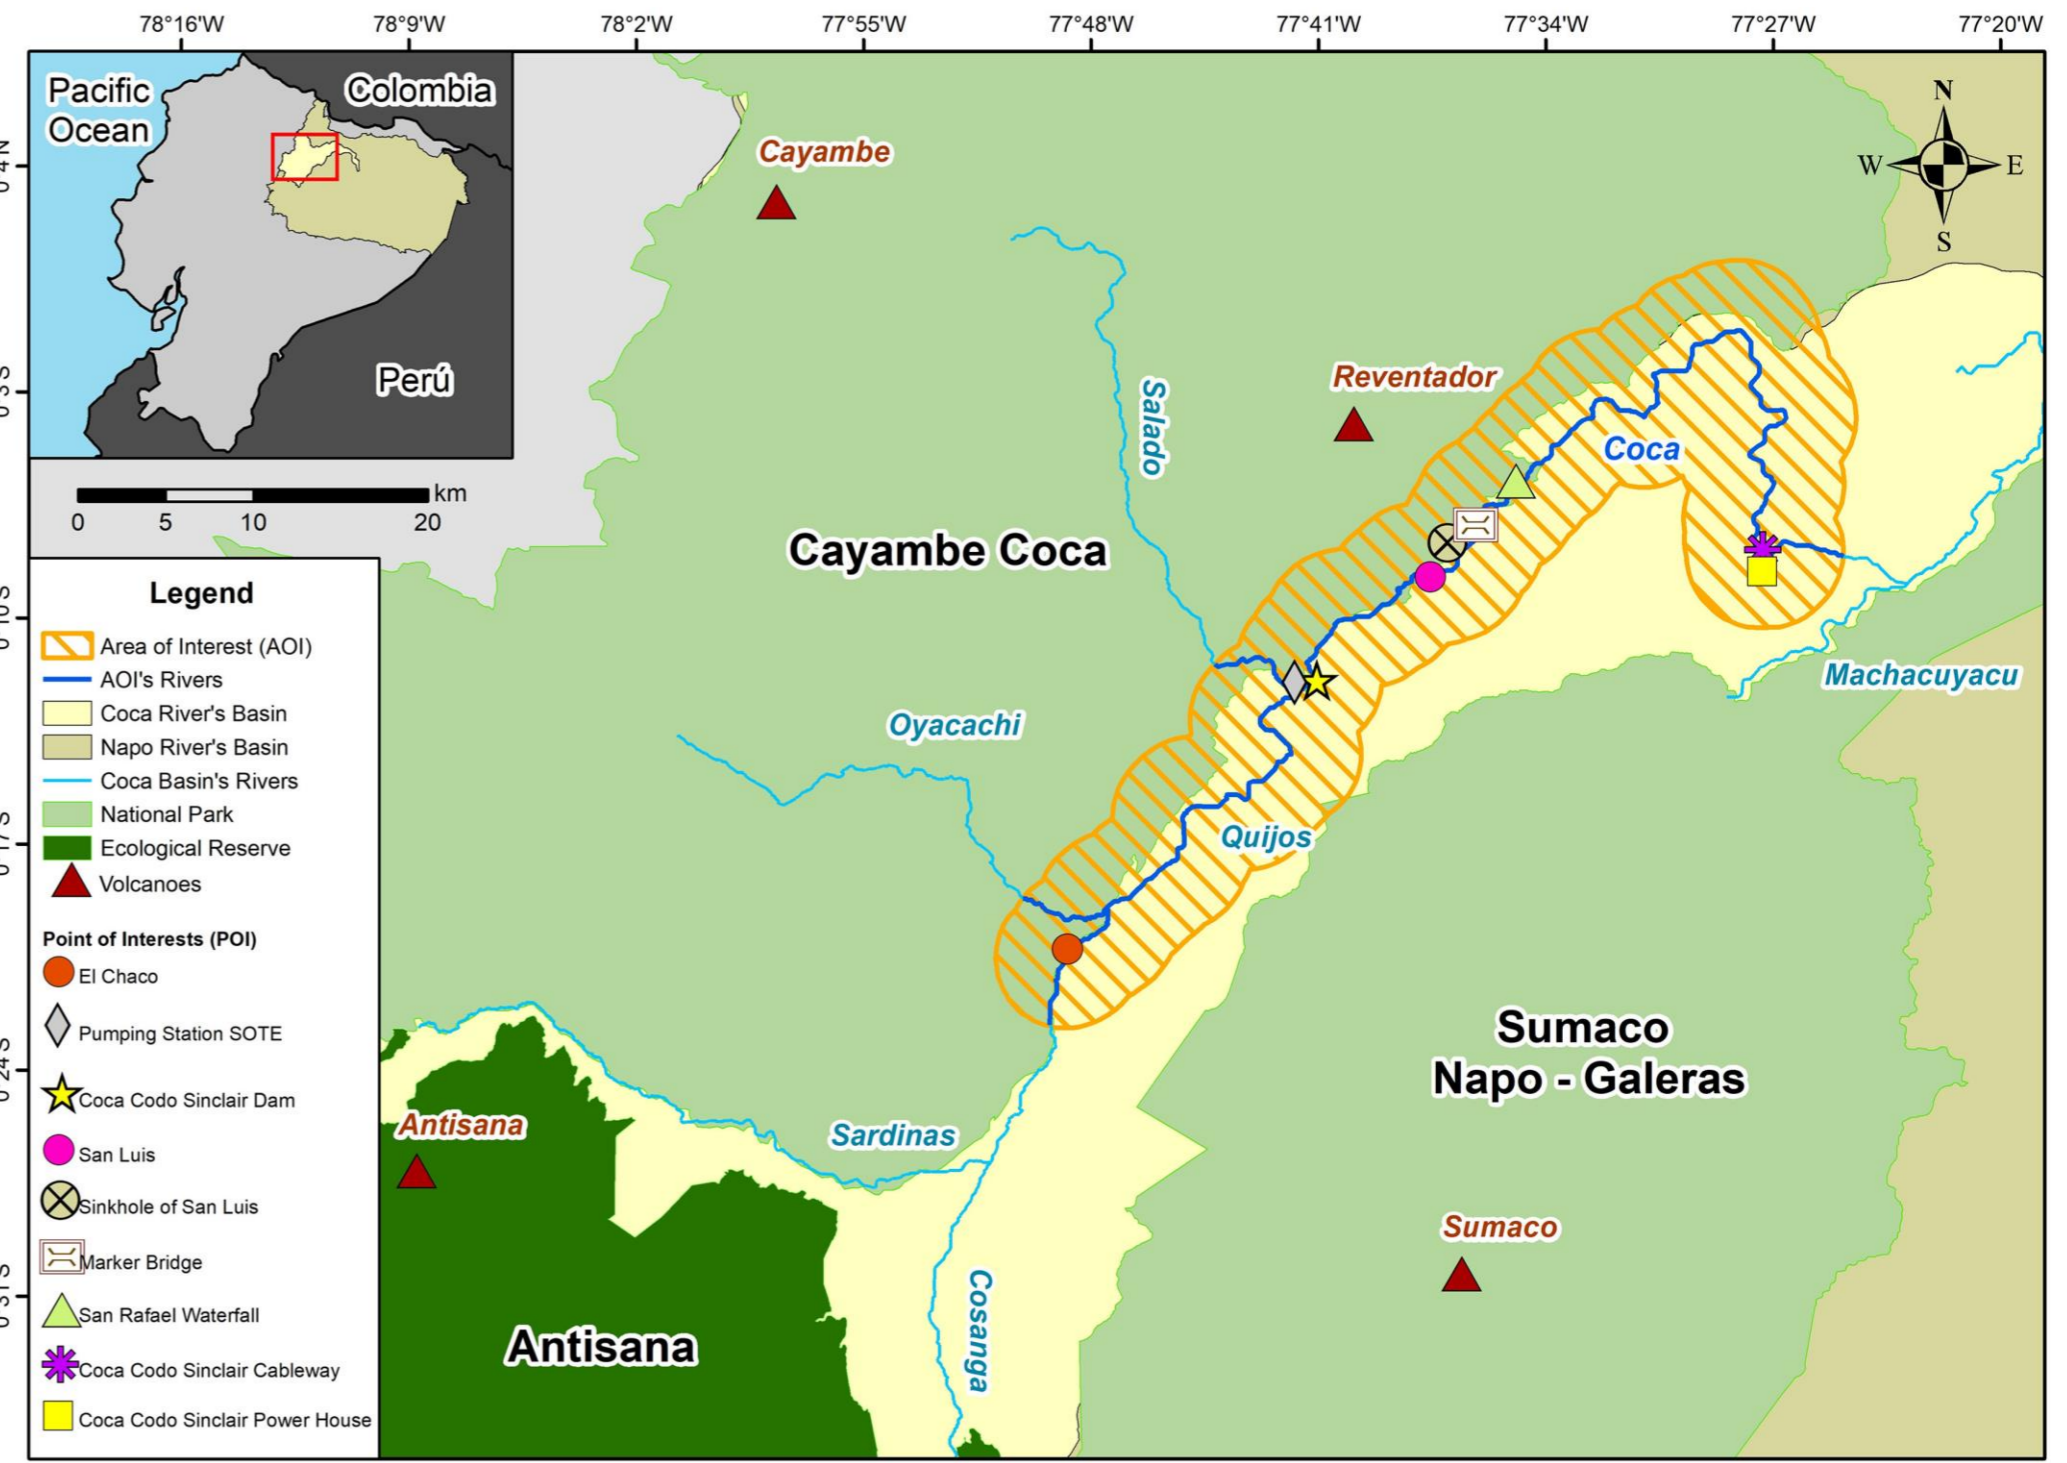 78°16'W
78°9'W
78°2'W
77°55'W
77°48'W
77°41'W
77°34'W
77°27'W
77°20'W
Pacific
Ocean
Colombia
Perú
km
0
5
10
20
N
W
E
S
Cayambe
Reventador
Salado
Coca
Cayambe Coca
Machacuyacu
Oyacachi
Quijos
Sumaco
Napo - Galeras
Antisana
Sardinas
Sumaco
Cosanga
Antisana
Legend
Area of Interest (AOI)
AOI's Rivers
Coca River's Basin
Napo River's Basin
Coca Basin's Rivers
National Park
Ecological Reserve
Volcanoes
Point of Interests (POI)
El Chaco
Pumping Station SOTE
Coca Codo Sinclair Dam
San Luis
Sinkhole of San Luis
Marker Bridge
San Rafael Waterfall
Coca Codo Sinclair Cableway
Coca Codo Sinclair Power House